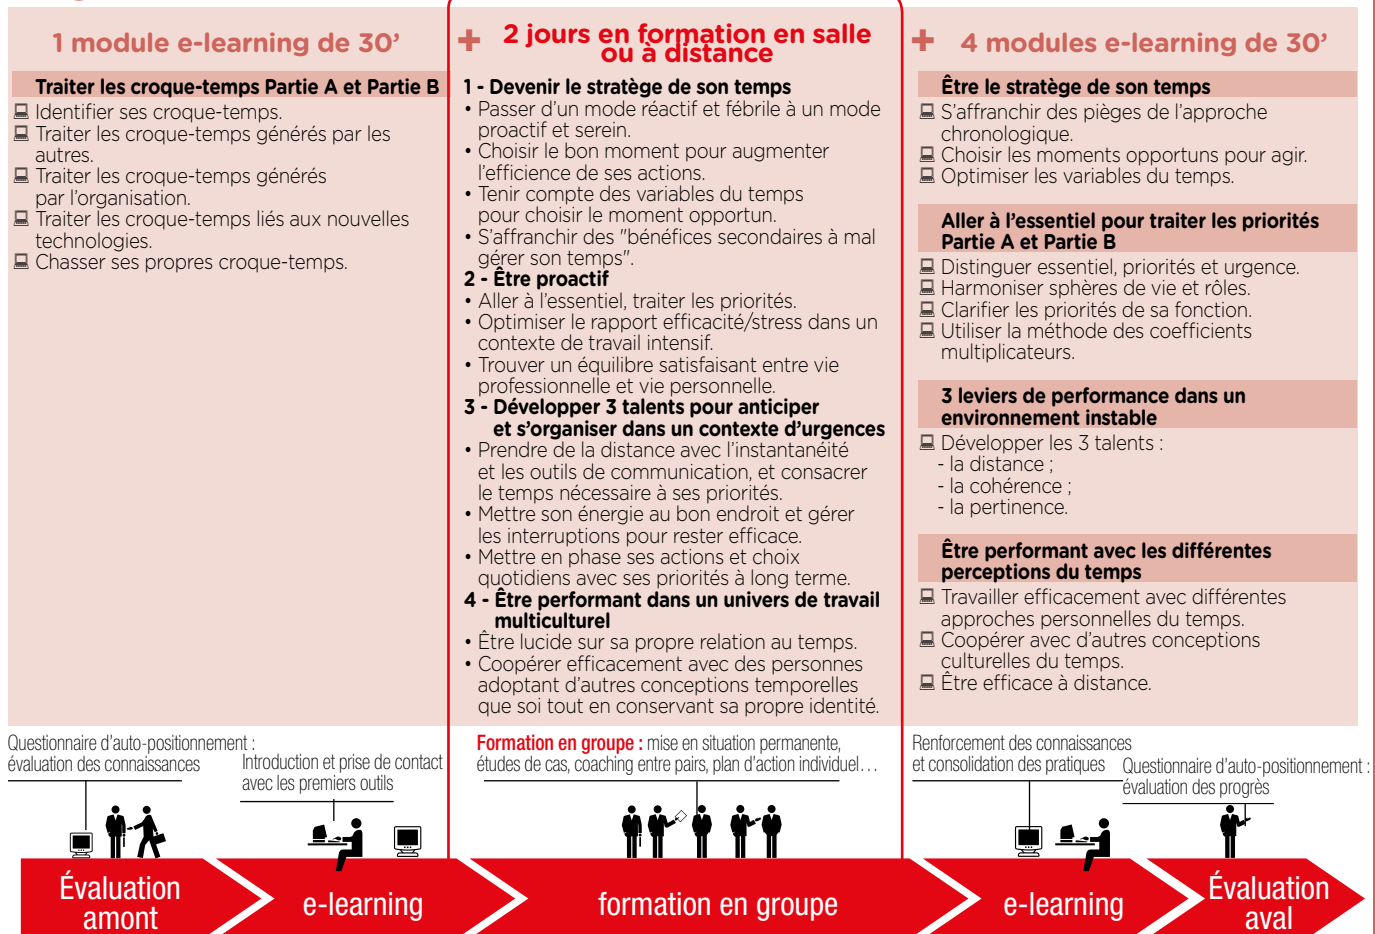 1 module e-learning de 30’
Traiter les croque-temps Partie A et Partie B
Identifier ses croque-temps.
Traiter les croque-temps générés par les
autres.
Traiter les croque-temps générés
par l’organisation.
Traiter les croque-temps liés aux nouvelles
technologies.
Chasser ses propres croque-temps.
+ 2 jours en formation en salle
ou à distance
1 - Devenir le stratège de son temps
• Passer d’un mode réactif et fébrile à un mode
proactif et serein.
• Choisir le bon moment pour augmenter
l’efficience de ses actions.
• Tenir compte des variables du temps
pour choisir le moment opportun.
• S’affranchir des "bénéfices secondaires à mal
gérer son temps".
2 - Être proactif
• Aller à l’essentiel, traiter les priorités.
• Optimiser le rapport efficacité/stress dans un
contexte de travail intensif.
• Trouver un équilibre satisfaisant entre vie
professionnelle et vie personnelle.
3 - Développer 3 talents pour anticiper
et s’organiser dans un contexte d’urgences
• Prendre de la distance avec l’instantanéité
et les outils de communication, et consacrer
le temps nécessaire à ses priorités.
• Mettre son énergie au bon endroit et gérer
les interruptions pour rester efficace.
• Mettre en phase ses actions et choix
quotidiens avec ses priorités à long terme.
4 - Être performant dans un univers de travail
multiculturel
• Être lucide sur sa propre relation au temps.
• Coopérer efficacement avec des personnes
adoptant d’autres conceptions temporelles
que soi tout en conservant sa propre identité.
+ 4 modules e-learning de 30’
Être le stratège de son temps
S’affranchir des pièges de l’approche
chronologique.
Choisir les moments opportuns pour agir.
Optimiser les variables du temps.
Aller à l’essentiel pour traiter les priorités
Partie A et Partie B
Distinguer essentiel, priorités et urgence.
Harmoniser sphères de vie et rôles.
Clarifier les priorités de sa fonction.
Utiliser la méthode des coefficients
multiplicateurs.
3 leviers de performance dans un
environnement instable
Développer les 3 talents :
- la distance ;
- la cohérence ;
- la pertinence.
Être performant avec les différentes
perceptions du temps
Travailler efficacement avec différentes
approches personnelles du temps.
Coopérer avec d’autres conceptions
culturelles du temps.
Être efficace à distance.
Questionnaire d’auto-positionnement :
évaluation des connaissances
Introduction et prise de contact
avec les premiers outils
Formation en groupe : mise en situation permanente,
études de cas, coaching entre pairs, plan d’action individuel…
Renforcement des connaissances
et consolidation des pratiques
Questionnaire d’auto-positionnement :
évaluation des progrès
Évaluation
amont
e-learning
formation en groupe
e-learning
Évaluation
aval